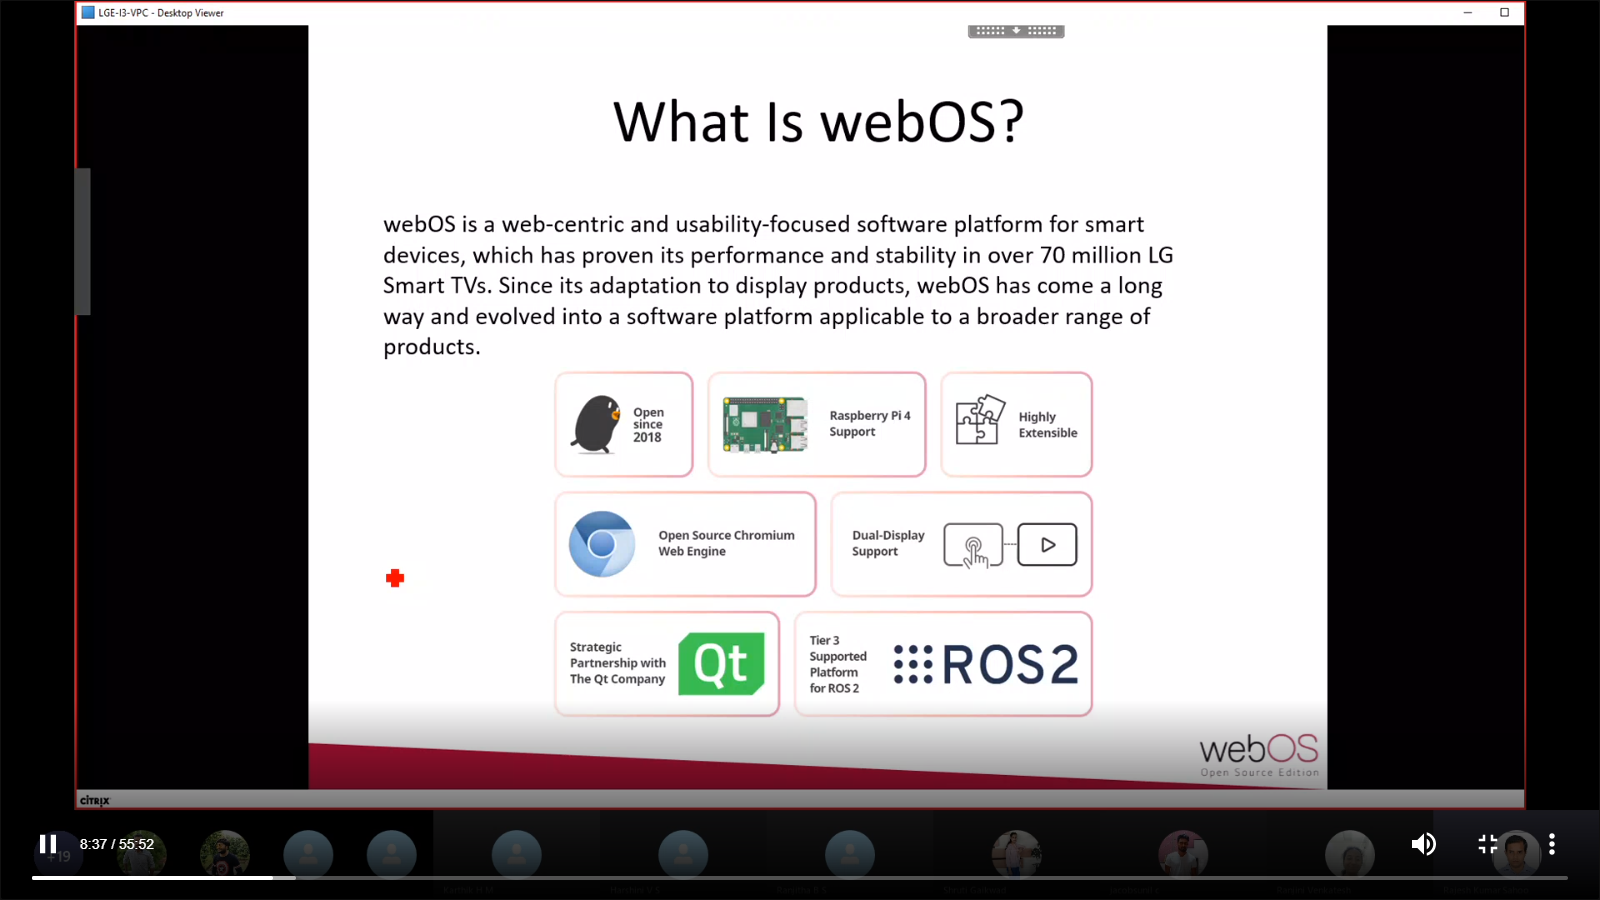 LGE-I3-VPC - Desktop Viewer
What Is webOS?
webOS is a web-centric and usability-focused software platform for smart
devices, which has proven its performance and stability in over 70 million LG
Smart TVs. Since its adaptation to display products, webOS has come a long
way and evolved into a software platform applicable to a broader range of
products.
Open
since
2018
Raspberry Pi 4
Support
Highly
Extensible
Open Source Chromium
Web Engine
Dual-Display
Support
Strategic
Partnership with
The Qt Company
Qt
Tier 3
Supported
Platform
for ROS 2
ROS2
webOS
Open Source Edition
CITRIX
+19
8:37 / 55:52